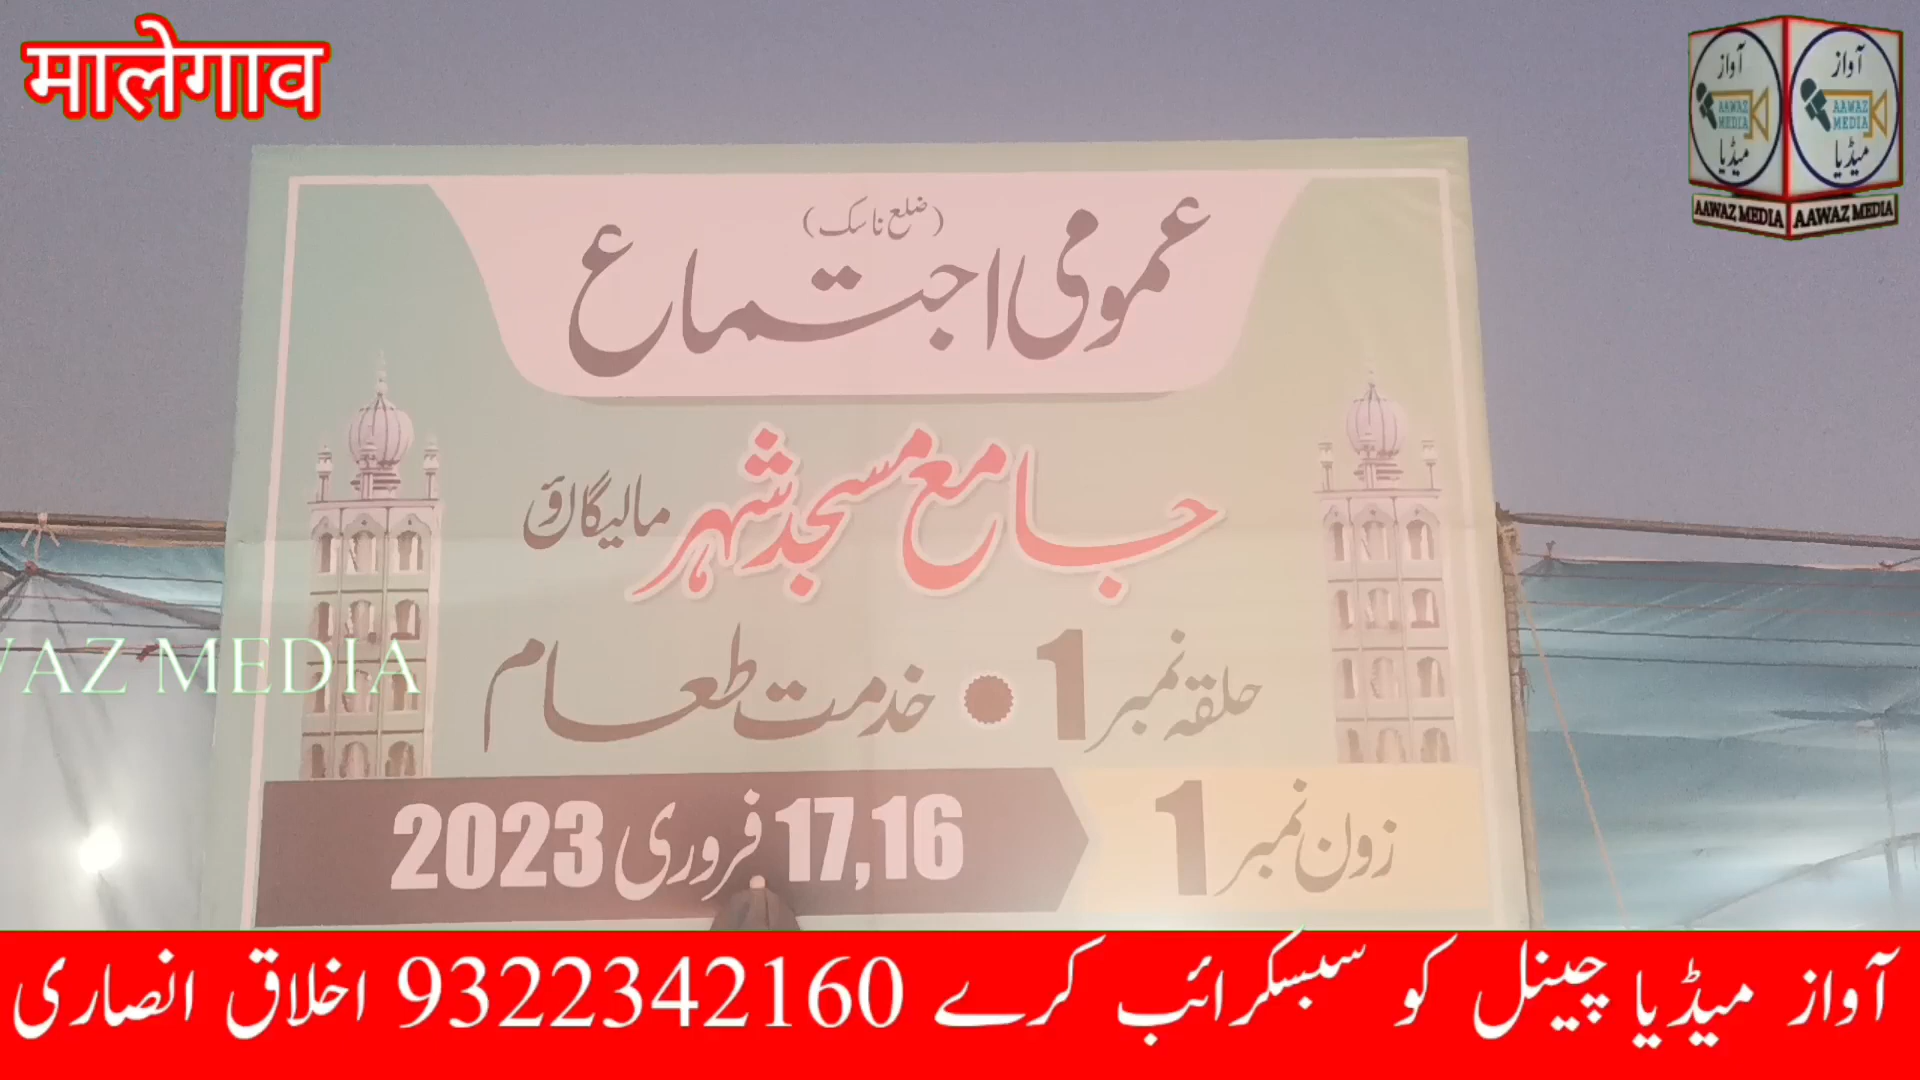 मालेगाव
آواز
AAWAZ
MEDIA
میڈیا
AAWAZ MEDIA
آواز
AAWAZ
MEDIA
میڈیا
AAWAZ MEDIA
(ضلع ناسک)
عمومی اجتماع
جامع مسجد شہر مالیگاؤں
حلقہ نمبر 1 • خدمت طعام
WAZ MEDIA
زون نمبر 1
17,16 فروری 2023
آواز میڈیا چینل کو سبسکرائب کرے 9322342160 اخلاق انصاری